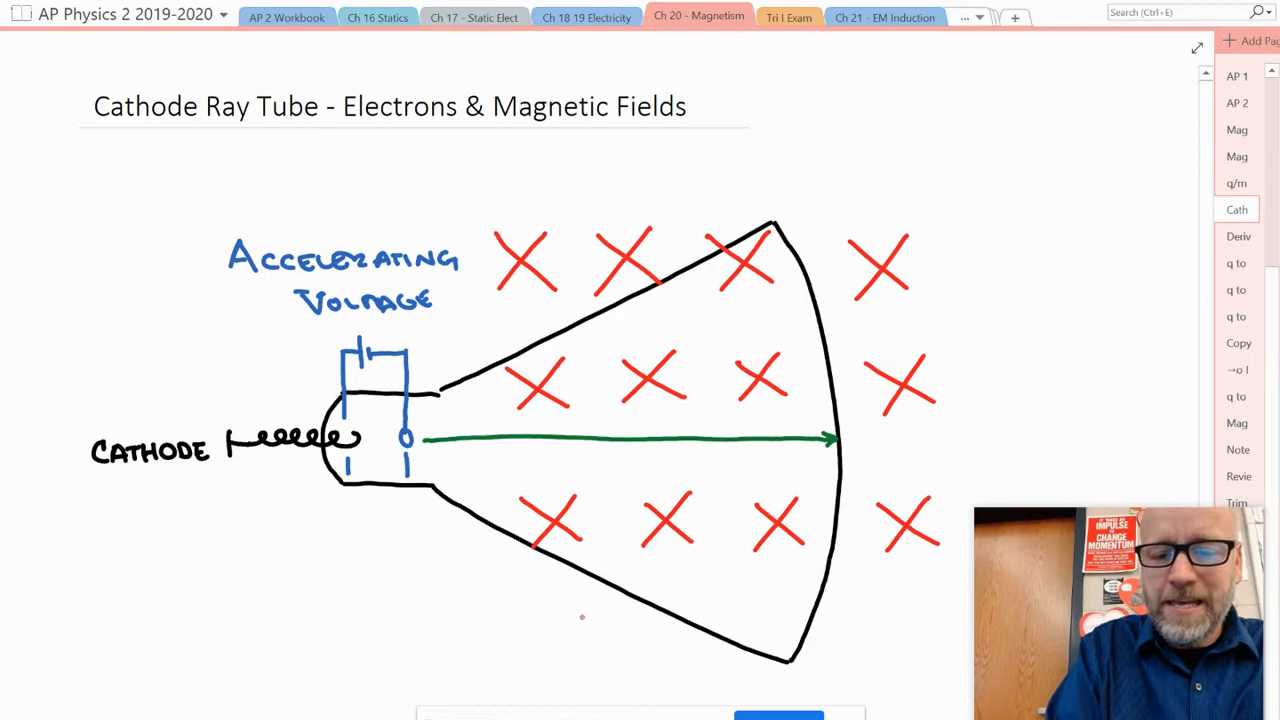 AP Physics 2 2019-2020
AP 2 Workbook
Ch 16 Statics
Ch 17 - Static Elect
Ch 18 19 Electricity
Ch 20 - Magnetism
Tri I Exam
Ch 21 - EM Induction
...
Search (Ctrl+E)
Add Pag
Cathode Ray Tube - Electrons & Magnetic Fields
AP 1
AP 2
Mag
Mag
q/m
Cath
Deriv
q to
q to
q to
Copy
→o I
q to
Mag
Note
Revie
Trim
ACCELERATING
VOLTAGE
CATHODE
IMPULSE
to
CHANGE
MOMENTUM